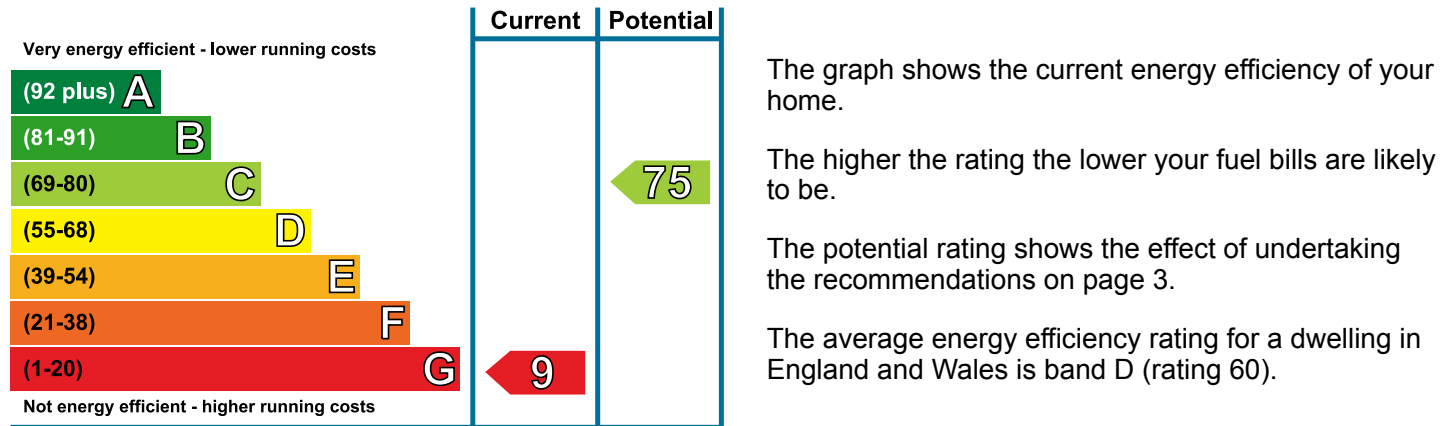 Current Potential
Very energy efficient - lower running costs
(92 plus) A
(81-91) B
(69-80) C
75
(55-68) D
(39-54) E
(21-38) F
(1-20) G
9
Not energy efficient - higher running costs
The graph shows the current energy efficiency of your
home.
The higher the rating the lower your fuel bills are likely
to be.
The potential rating shows the effect of undertaking
the recommendations on page 3.
The average energy efficiency rating for a dwelling in
England and Wales is band D (rating 60).